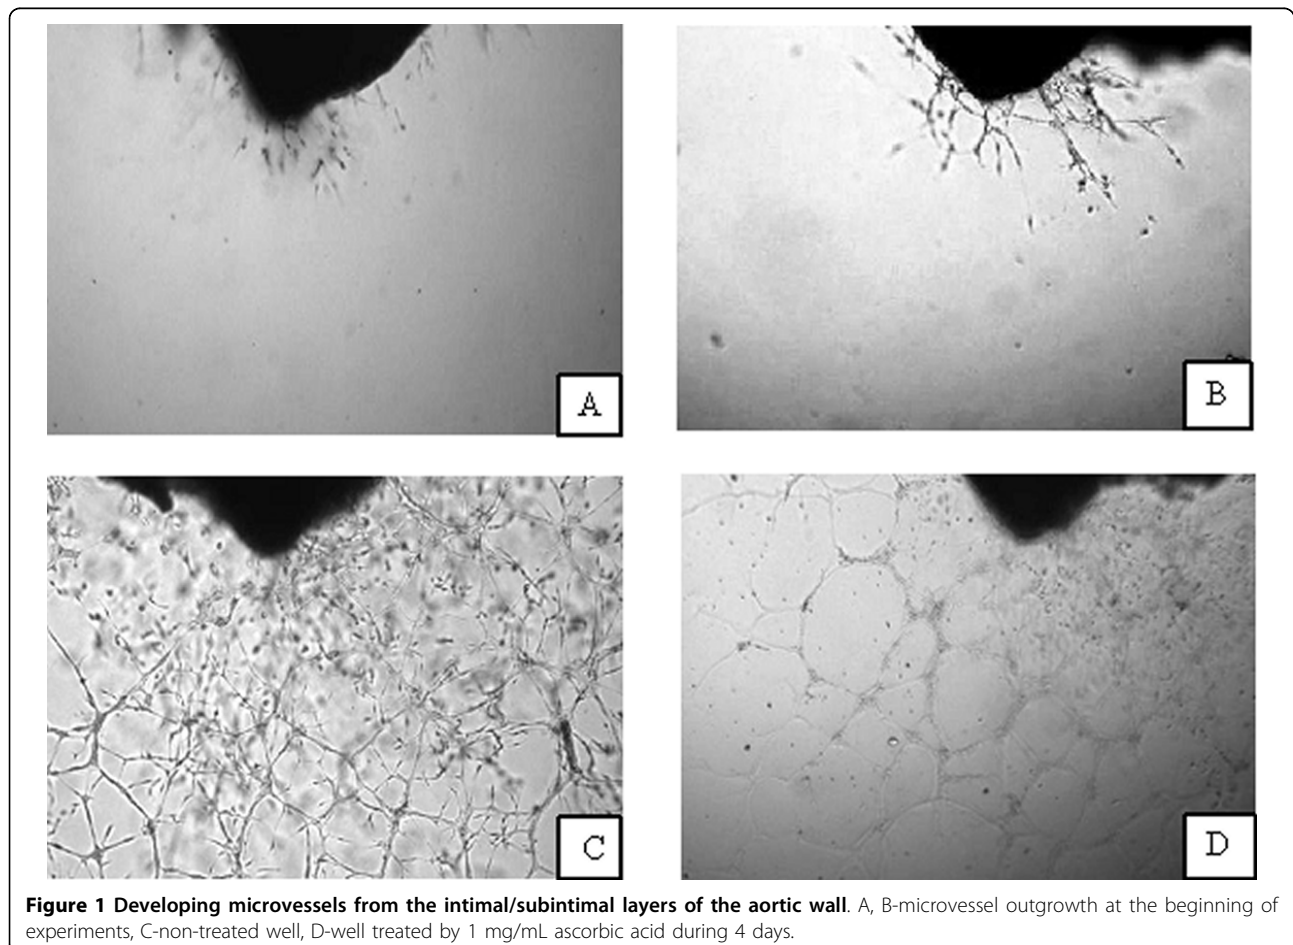 A
B
C
D
Figure 1 Developing microvessels from the intimal/subintimal layers of the aortic wall. A, B-microvessel outgrowth at the beginning of
experiments, C-non-treated well, D-well treated by 1 mg/mL ascorbic acid during 4 days.